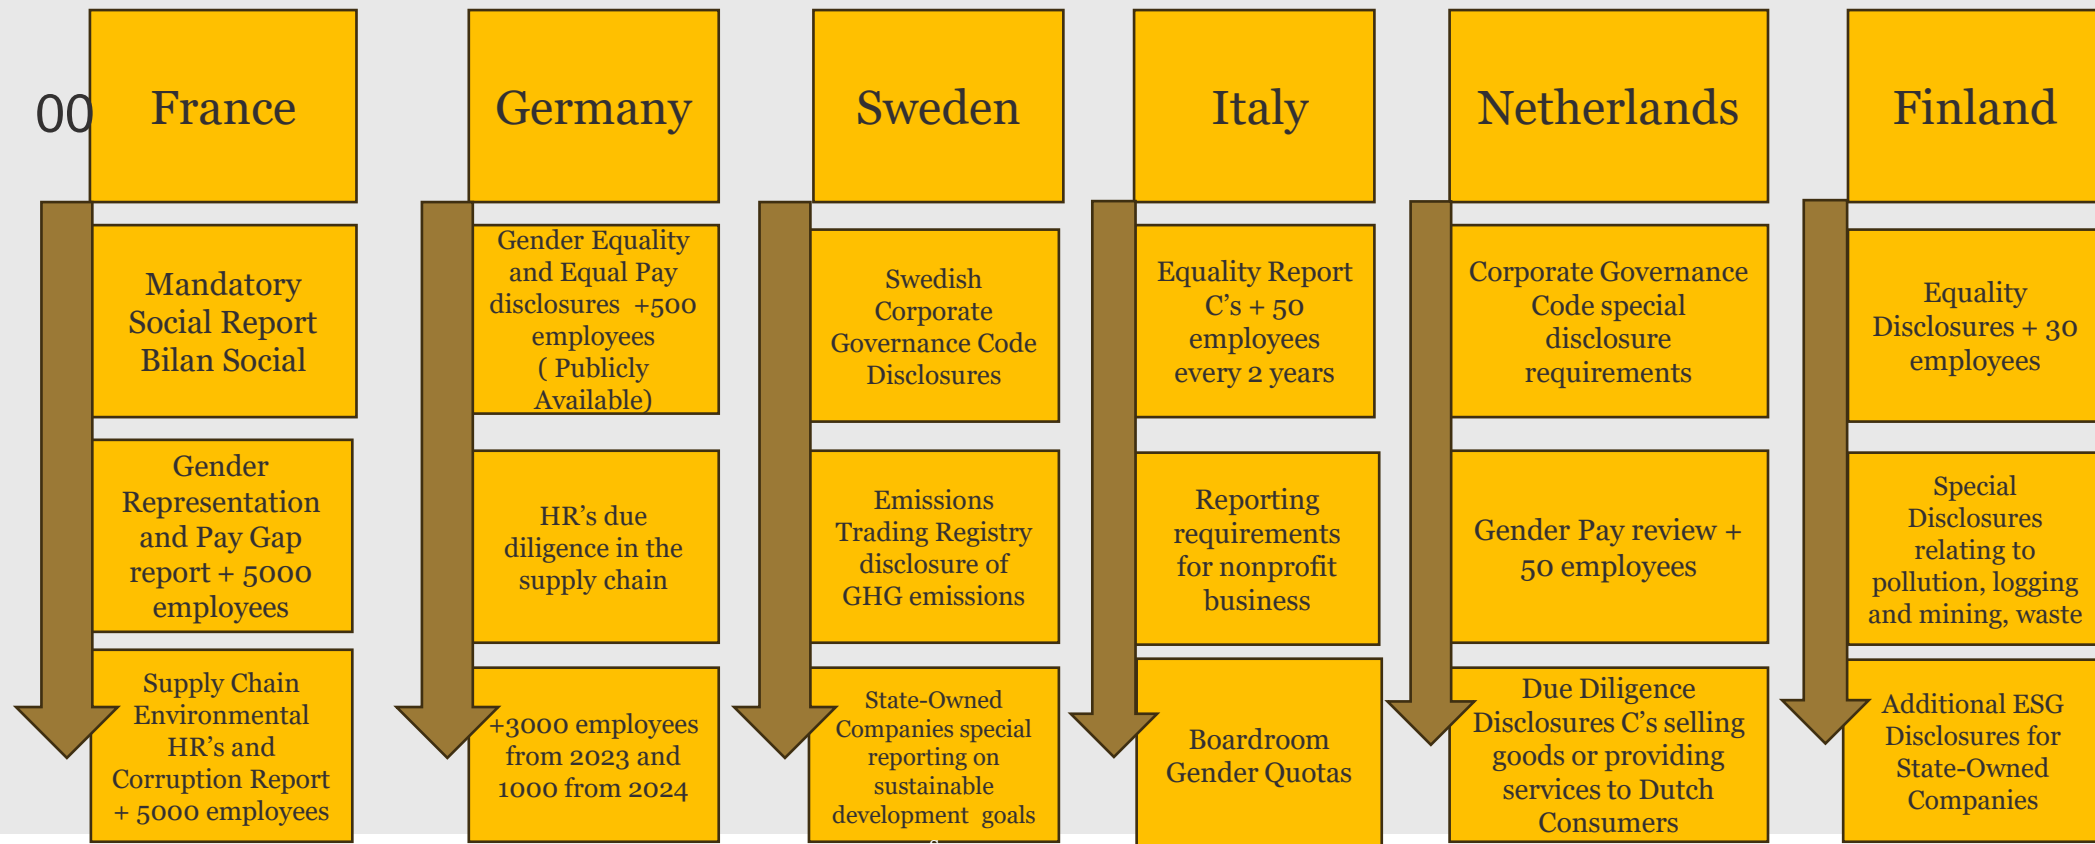 00
France
Mandatory
Social Report
Bilan Social
Gender
Representation
and Pay Gap
report + 5000
employees
Supply Chain
Environmental
HR's and
Corruption Report
+ 5000 employees
Germany
Gender Equality
and Equal Pay
disclosures +500
employees
( Publicly
Available)
HR's due
diligence in the
supply chain
+3000 employees
from 2023 and
1000 from 2024
Sweden
Swedish
Corporate
Governance Code
Disclosures
Emissions
Trading Registry
disclosure of
GHG emissions
State-Owned
Companies special
reporting on
sustainable
development goals
Italy
Equality Report
C's + 50
employees
every 2 years
Reporting
requirements
for nonprofit
business
Boardroom
Gender Quotas
Netherlands
Corporate Governance
Code special
disclosure
requirements
Gender Pay review +
50 employees
Due Diligence
Disclosures C's selling
goods or providing
services to Dutch
Consumers
Finland
Equality
Disclosures + 30
employees
Special
Disclosures
relating to
pollution, logging
and mining, waste
Additional ESG
Disclosures for
State-Owned
Companies